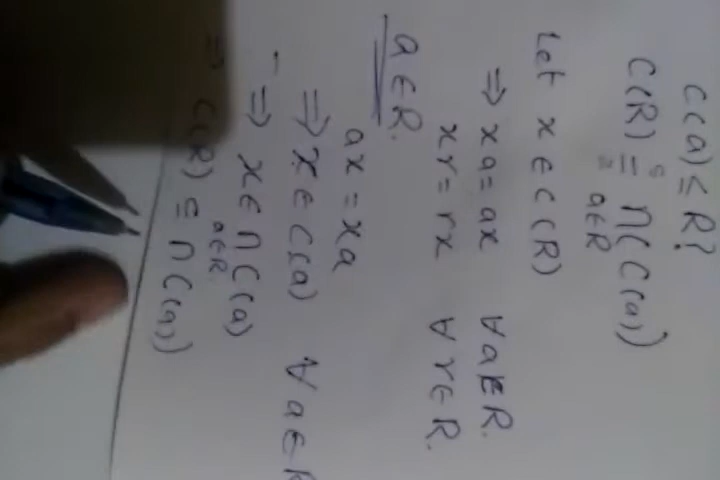 C(a) ≤ R?
C(R) = ∩(C(a))
a∈R
Let x ∈ C(R)
⇒ xa = ax ∀ a∈R.
xr = rx ∀ r∈R.
a∈R.
ax = xa
⇒ x ∈ C(a) ∀ a∈R
⇒ x ∈ ∩ C(a)
a∈R
⇒ C(R) ⊆ ∩ C(a))